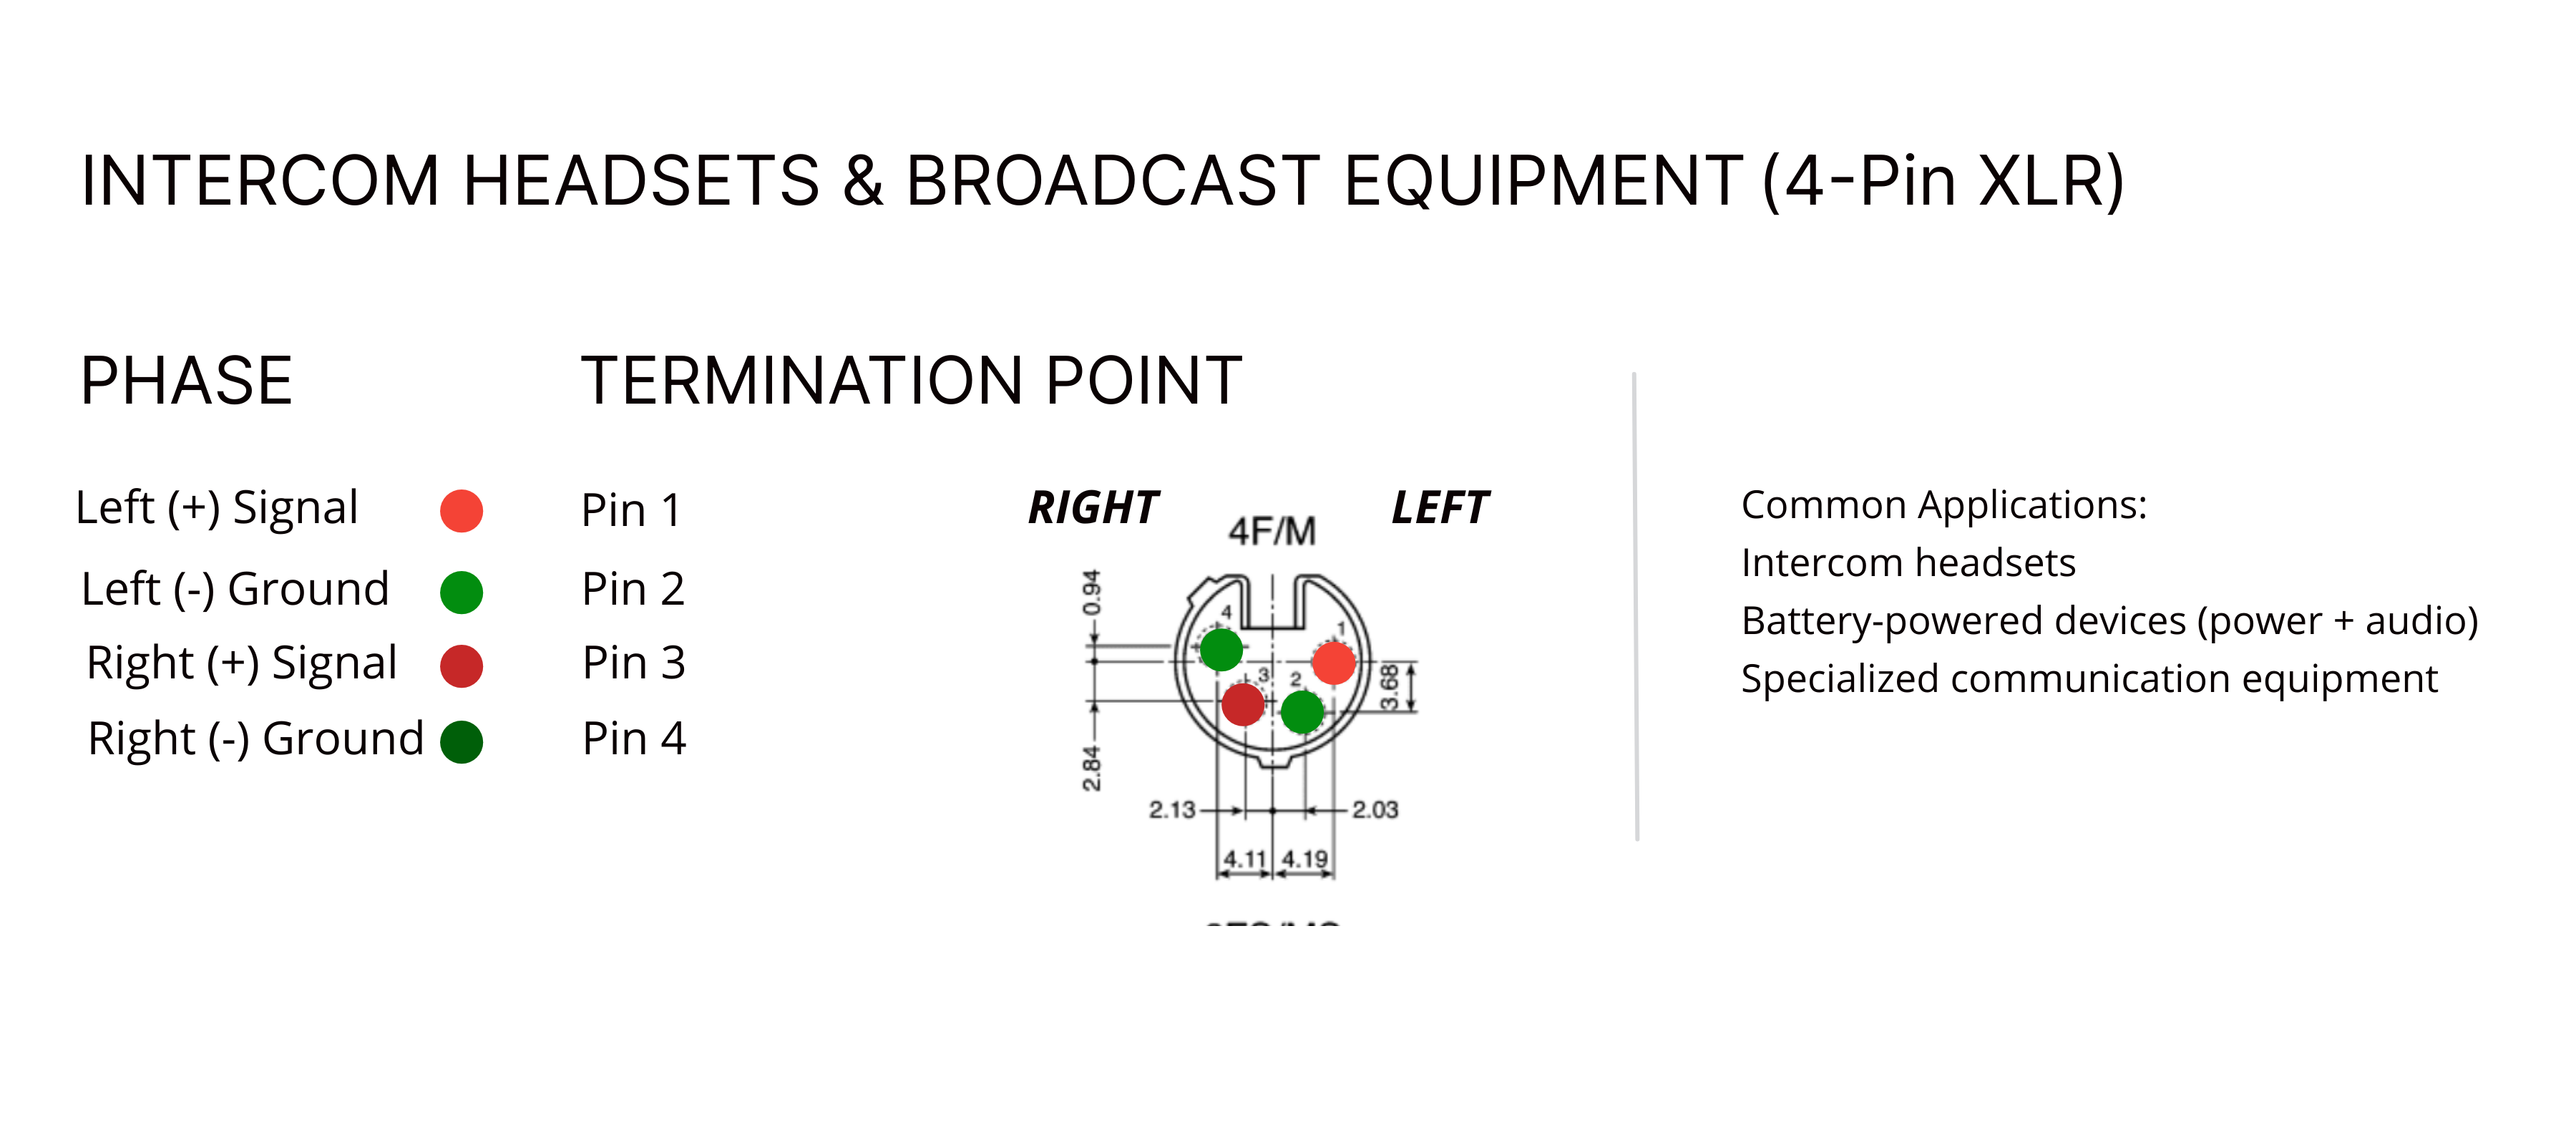 INTERCOM HEADSETS & BROADCAST EQUIPMENT (4-Pin XLR)
PHASE
TERMINATION POINT
Left (+) Signal
Pin 1
Left (-) Ground
Pin 2
Right (+) Signal
Pin 3
Right (-) Ground
Pin 4
RIGHT
LEFT
4F/M
0.94
4
1
3
2
3.68
2.84
2.13
2.03
4.11
4.19
Common Applications:
Intercom headsets
Battery-powered devices (power + audio)
Specialized communication equipment